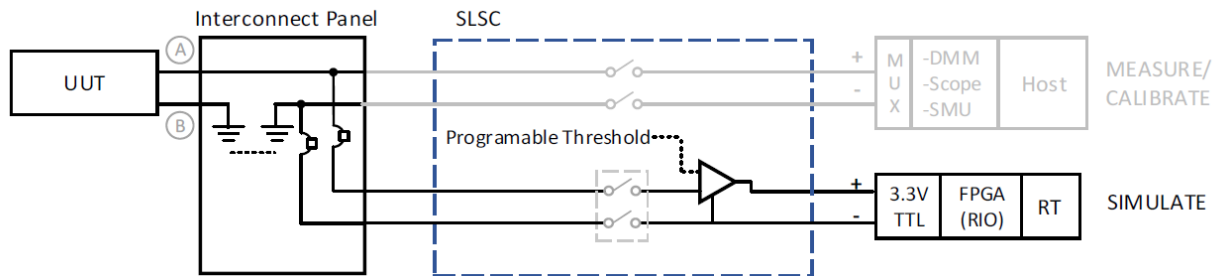 Interconnect Panel
SLSC
A
UUT
B
+
-
M
U
X
-DMM
-Scope
-SMU
Host
MEASURE/
CALIBRATE
Programable Threshold
+
-
3.3V
TTL
FPGA
(RIO)
RT
SIMULATE